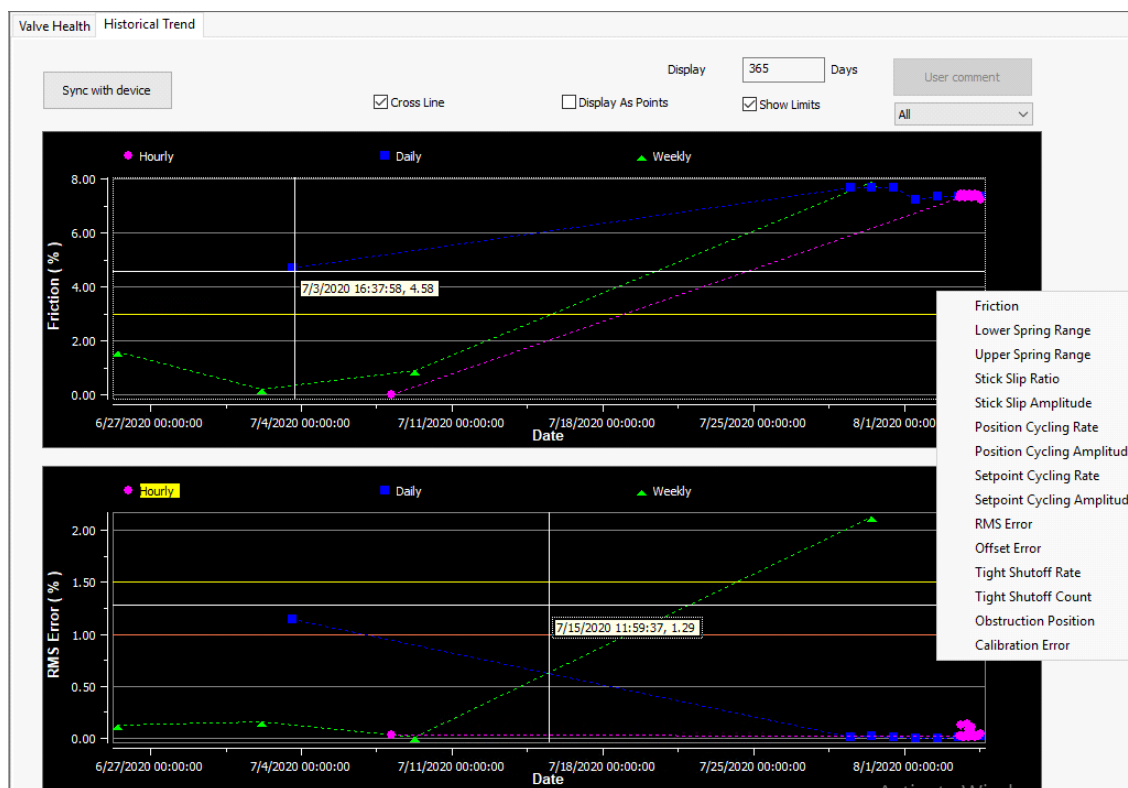 Valve Health Historical Trend
Display 365 Days
Sync with device
User comment
Cross Line
Display As Points
Show Limits
All
Hourly Daily Weekly
8.00
6.00
4.00
2.00
0.00
Friction ( % )
7/3/2020 16:37:58, 4.58
6/27/2020 00:00:00 7/4/2020 00:00:00 7/11/2020 00:00:00 7/18/2020 00:00:00 7/25/2020 00:00:00 8/1/2020 00:00:00
Date
Friction
Lower Spring Range
Upper Spring Range
Stick Slip Ratio
Stick Slip Amplitude
Position Cycling Rate
Position Cycling Amplitud
Setpoint Cycling Rate
Setpoint Cycling Amplitud
RMS Error
Offset Error
Tight Shutoff Rate
Tight Shutoff Count
Obstruction Position
Calibration Error
Hourly Daily Weekly
2.00
1.50
1.00
0.50
0.00
RMS Error ( % )
7/15/2020 11:59:37, 1.29
6/27/2020 00:00:00 7/4/2020 00:00:00 7/11/2020 00:00:00 7/18/2020 00:00:00 7/25/2020 00:00:00 8/1/2020 00:00:00
Date